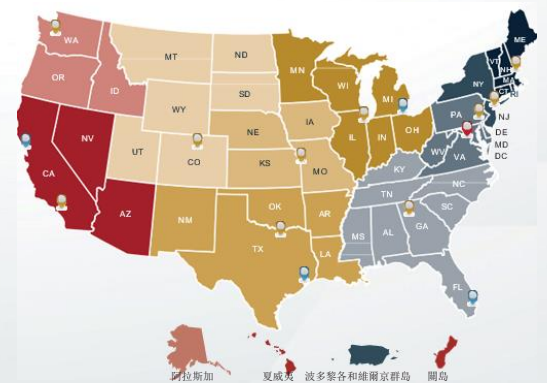 WA
ME
MT
ND
VT
NH
MN
OR
ID
WI
MA
SD
NY
CT RI
MI
WY
PA
NJ
IA
NE
OH
NV
IL
IN
DE
UT
MD
CO
WV
VA
DC
CA
KS
MO
KY
NC
TN
OK
AR
SC
AZ
NM
MS
AL
GA
TX
LA
FL
阿拉斯加
夏威夷
波多黎各和維爾京群島
關島